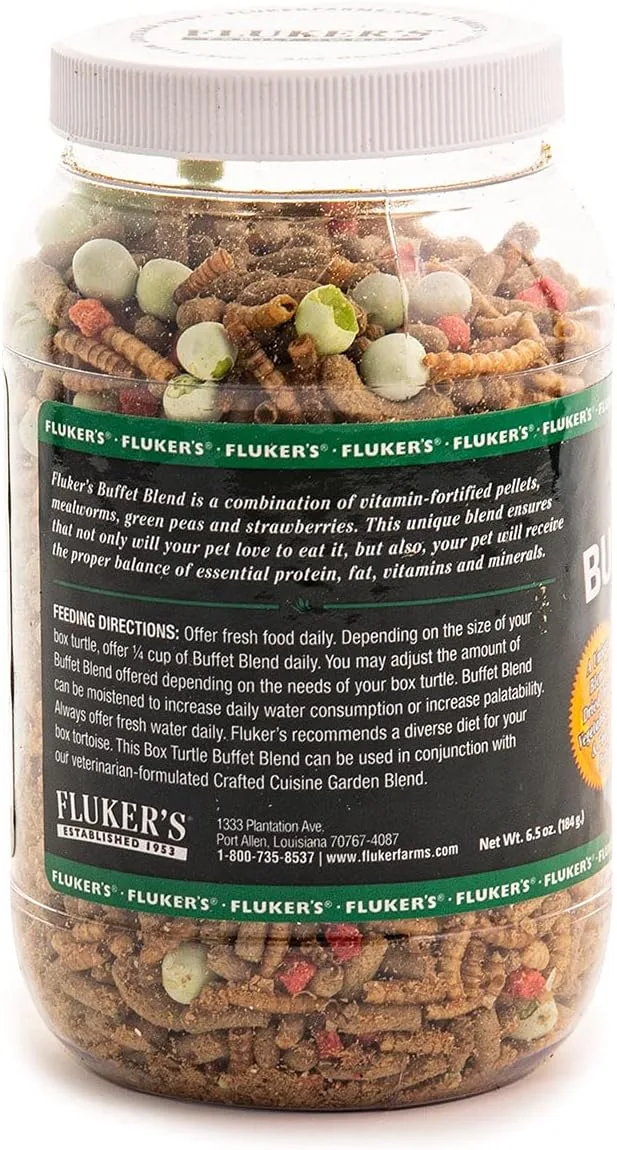 FLUKER'S
FLUKER'S® · FLUKER'S® · FLUKER'S® · FLUKER'S® · FLUKER'S® · FLUKER'S®
Fluker's Buffet Blend is a combination of vitamin-fortified pellets,
mealworms, green peas and strawberries. This unique blend ensures
that not only will your pet love to eat it, but also, your pet will receive
the proper balance of essential protein, fat, vitamins and minerals.
BU
FEEDING DIRECTIONS: Offer fresh food daily. Depending on the size of your
box turtle, offer ¼ cup of Buffet Blend daily. You may adjust the amount of
Buffet Blend offered depending on the needs of your box turtle. Buffet Blend
can be moistened to increase daily water consumption or increase palatability.
Always offer fresh water daily. Fluker's recommends a diverse diet for your
box tortoise. This Box Turtle Buffet Blend can be used in conjunction with
our veterinarian-formulated Crafted Cuisine Garden Blend.
FLUKER'S®
ESTABLISHED 1953
1333 Plantation Ave.
Port Allen, Louisiana 70767-4087
1-800-735-8537 | www.flukerfarms.com
Net Wt. 6.5 oz. (184 g.)
FLUKER'S® · FLUKER'S® · FLUKER'S® · FLUKER'S® · FLUKER'S® · FLUKER'S®